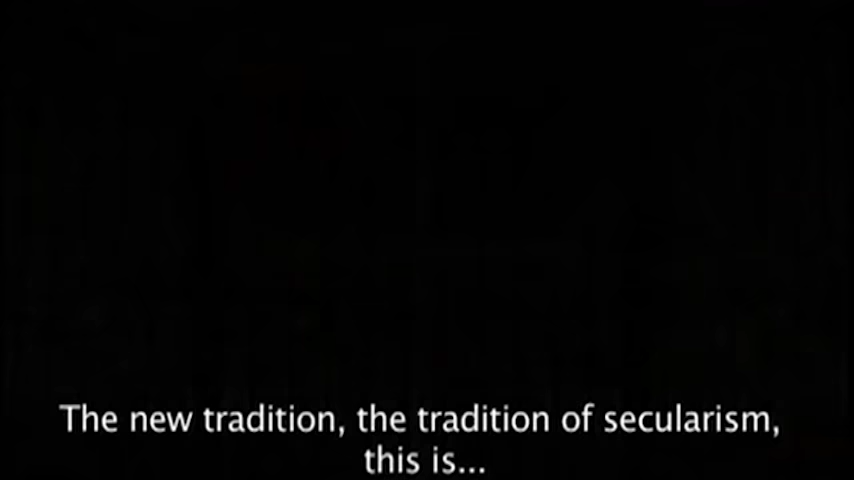 The new tradition, the tradition of secularism,
this is...